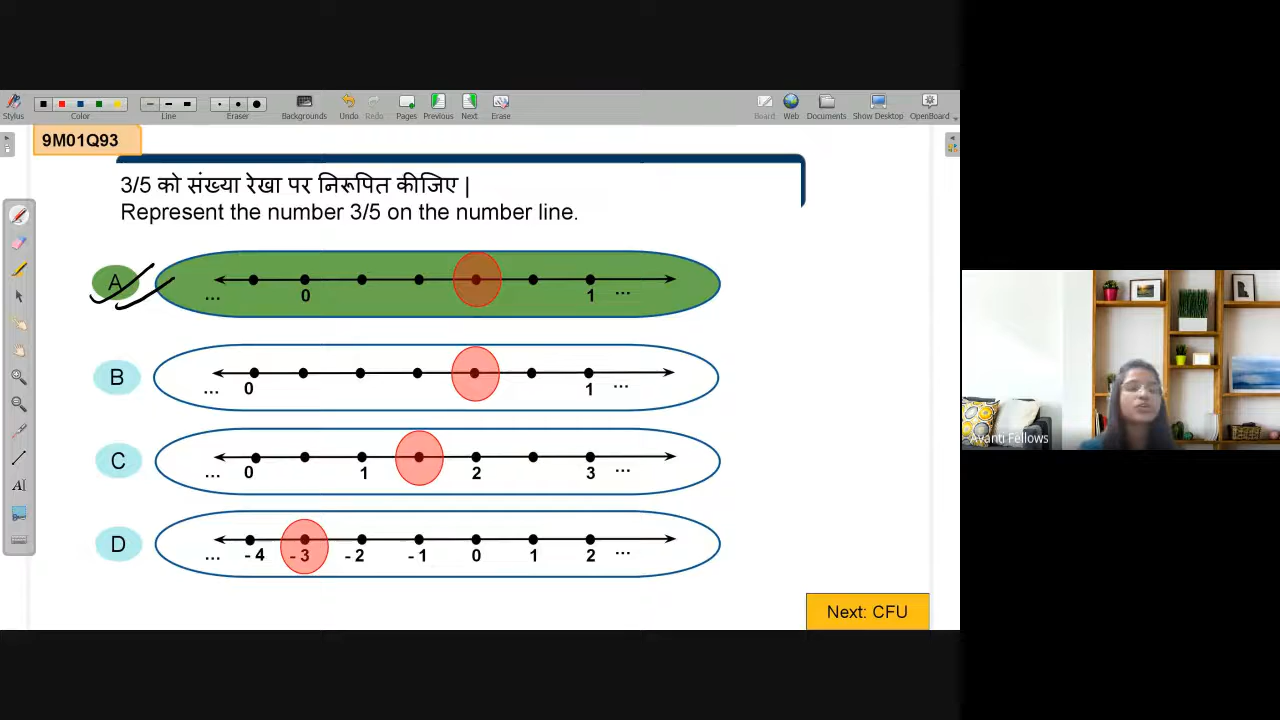 Stylus
Color
Line
Eraser
Backgrounds
Undo
Redo
Pages
Previous
Next
Erase
Board
Web
Documents
Show Desktop
OpenBoard
9M01Q93
3/5 को संख्या रेखा पर निरूपित कीजिए |
Represent the number 3/5 on the number line.
A
... 0 1 ...
B
... 0 1 ...
C
... 0 1 2 3 ...
D
... - 4 - 3 - 2 - 1 0 1 2 ...
Next: CFU
Avanti Fellows